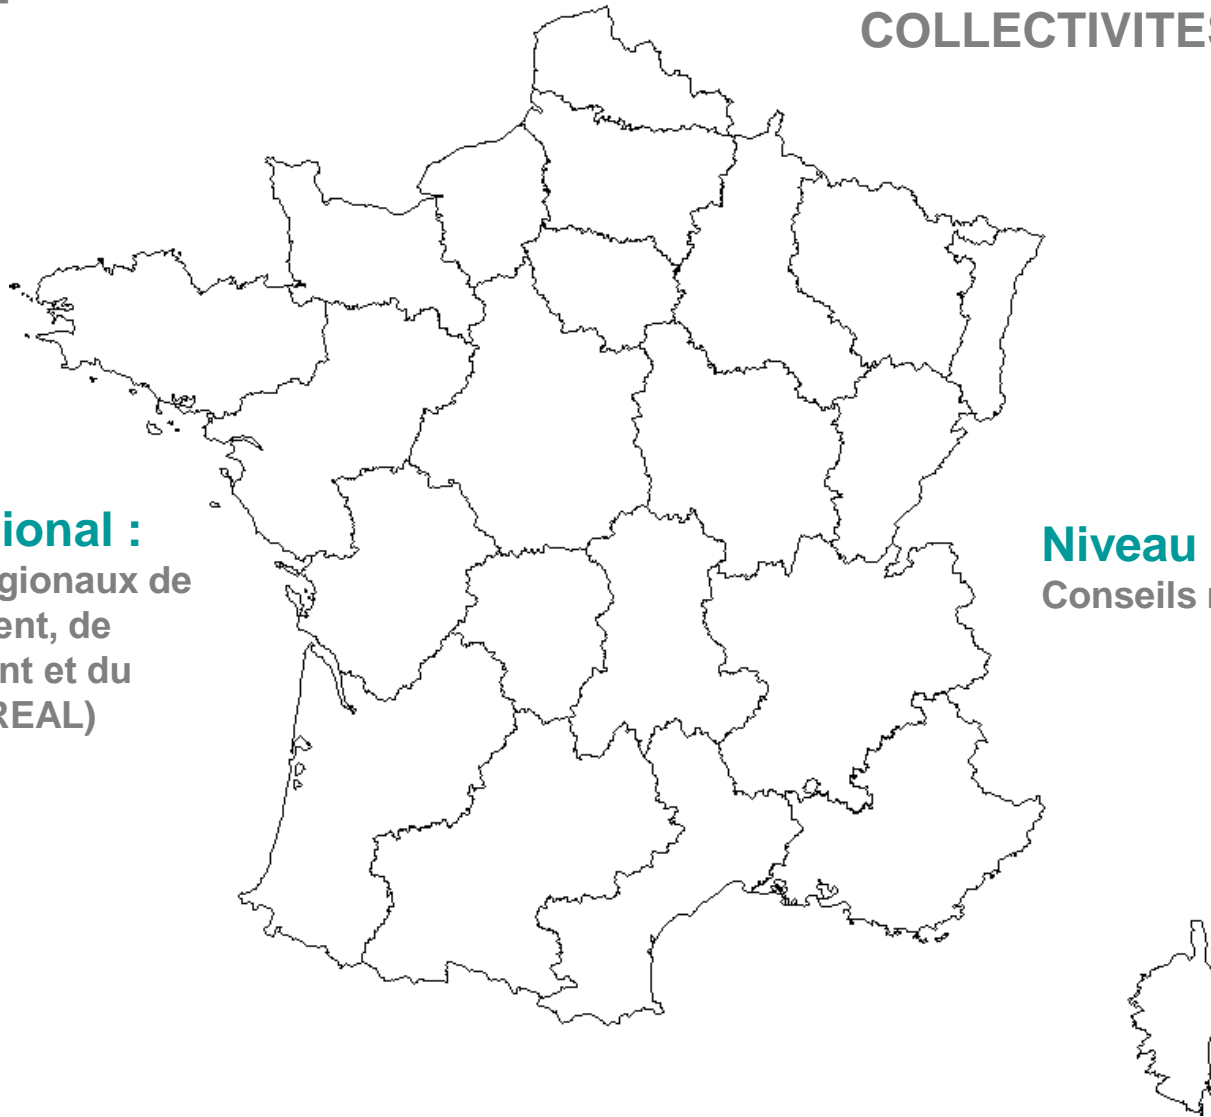 COLLECTIVITES
ional :
gionaux de
ent, de
nt et du
REAL)
Niveau
Conseils r